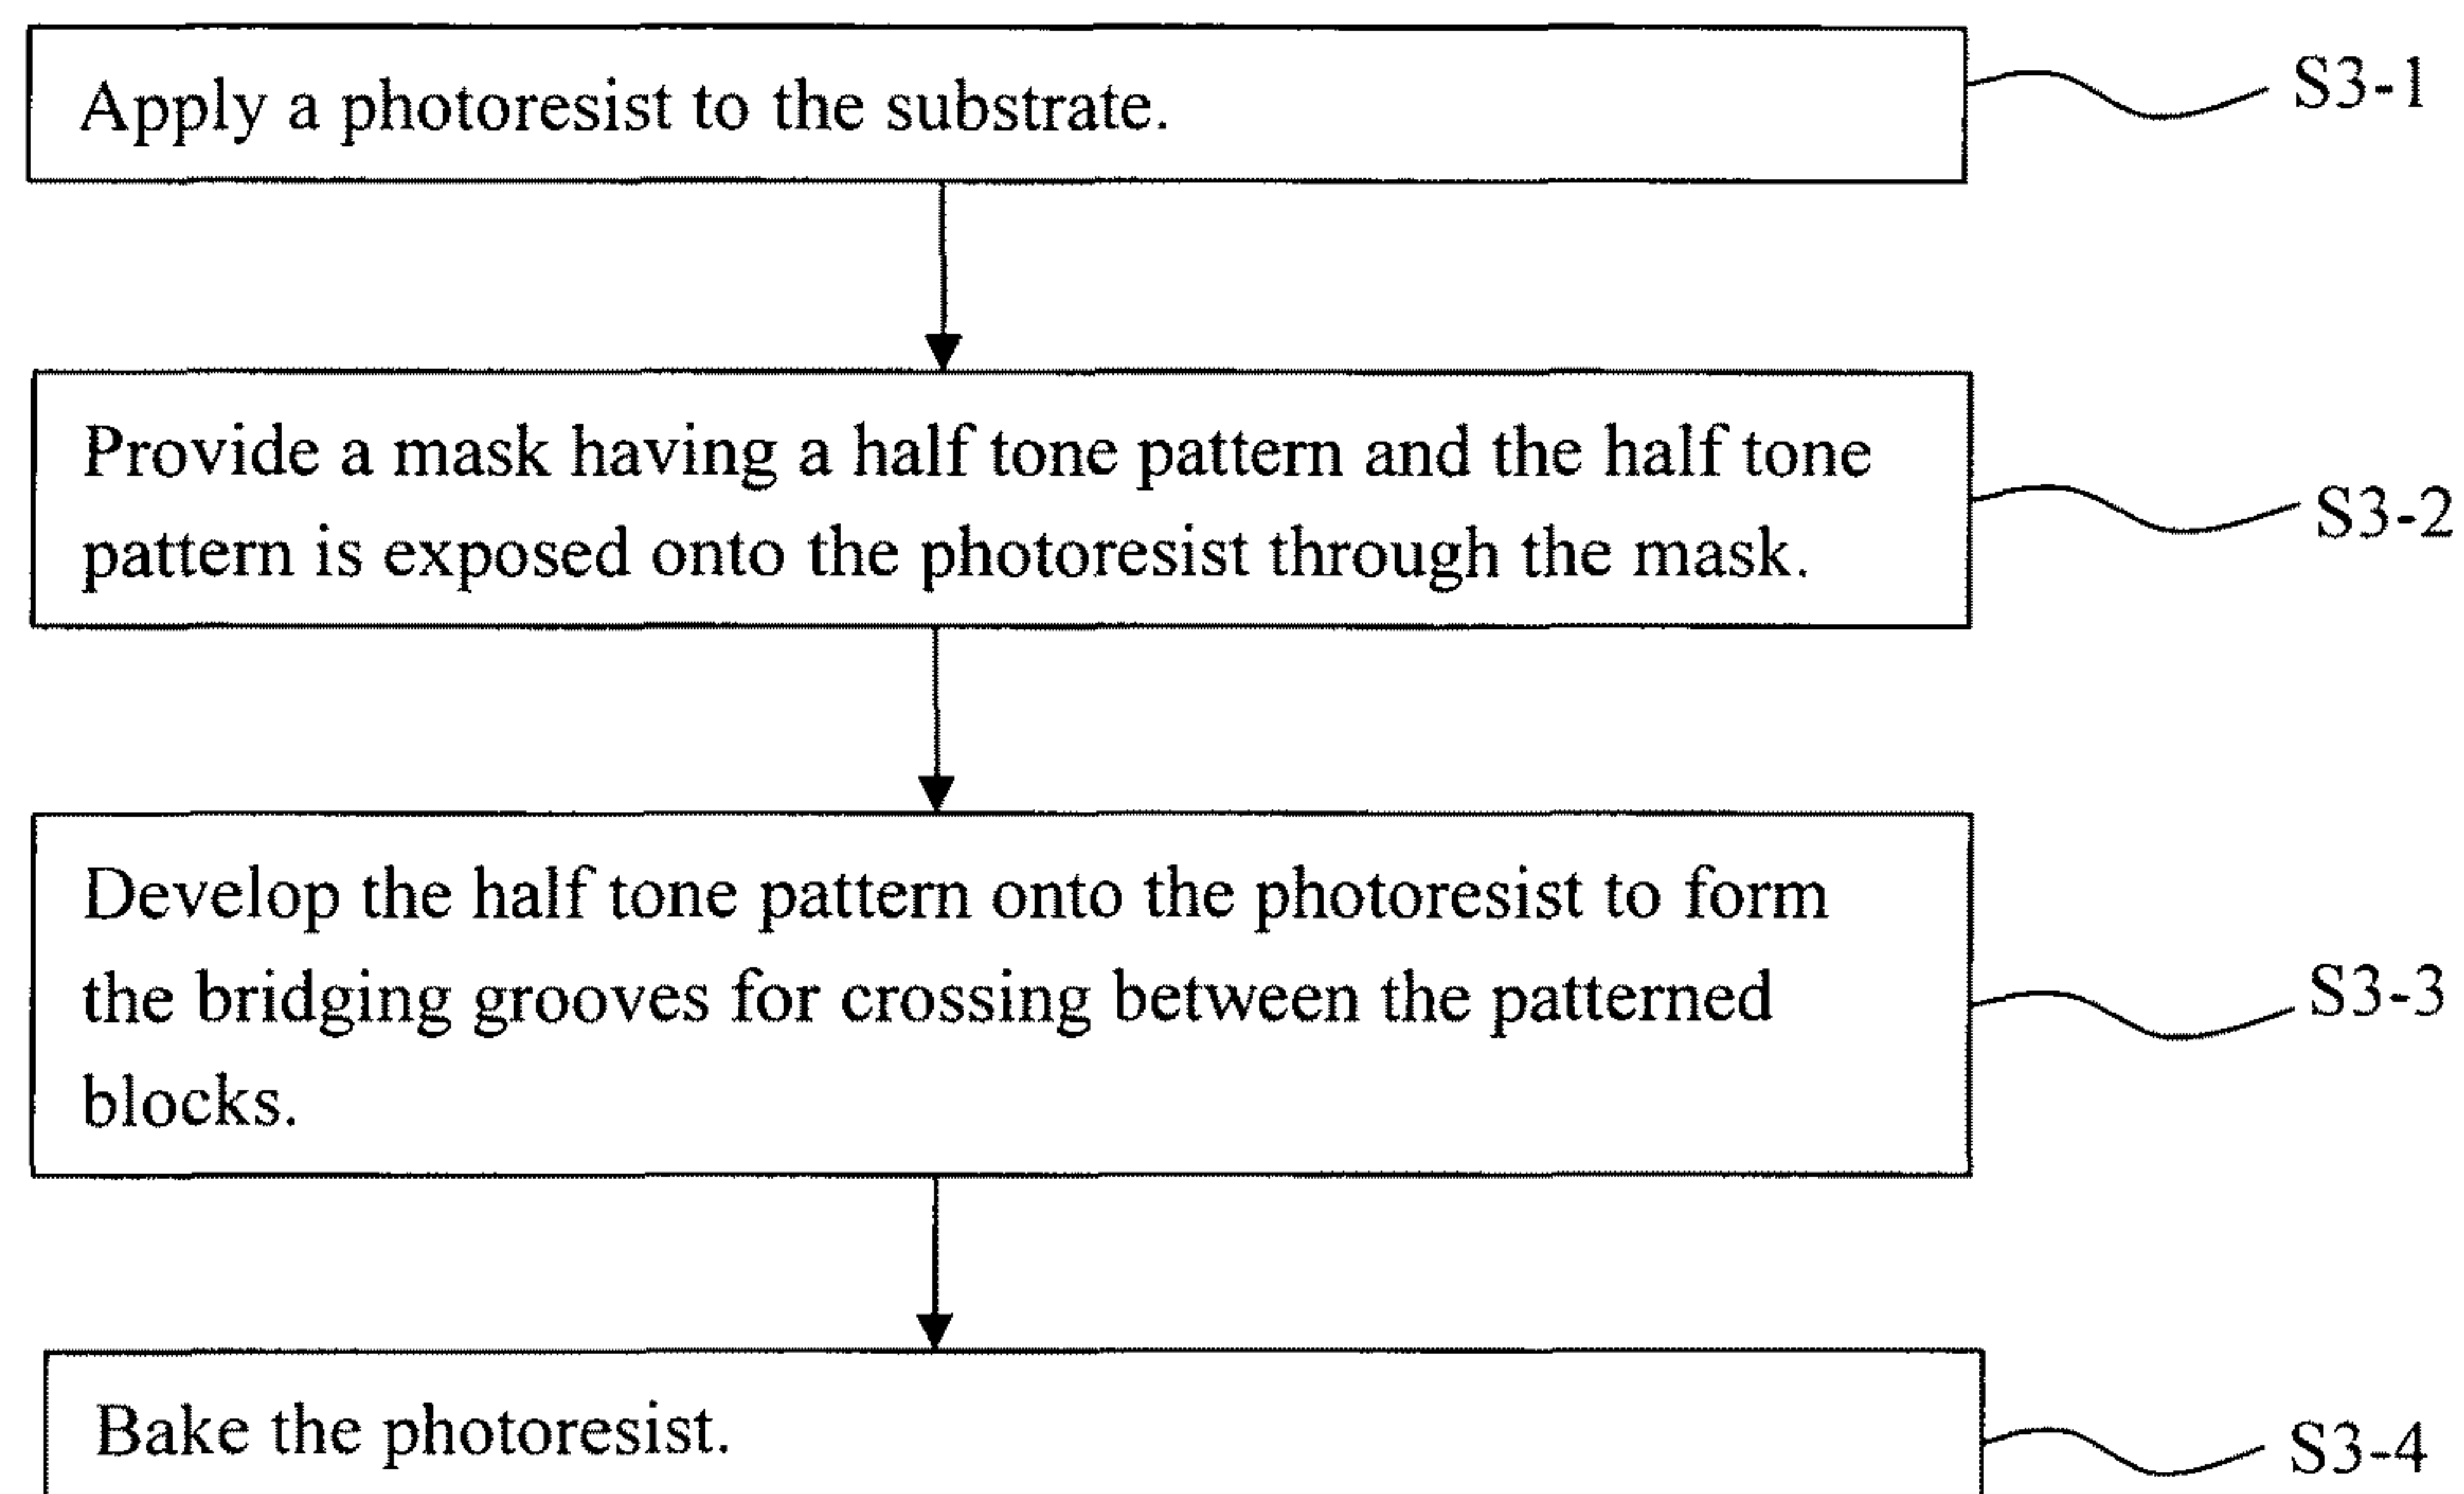 Apply a photoresist to the substrate.
S3-1
Provide a mask having a half tone pattern and the half tone
pattern is exposed onto the photoresist through the mask.
S3-2
Develop the half tone pattern onto the photoresist to form
the bridging grooves for crossing between the patterned
blocks.
S3-3
Bake the photoresist.
S3-4